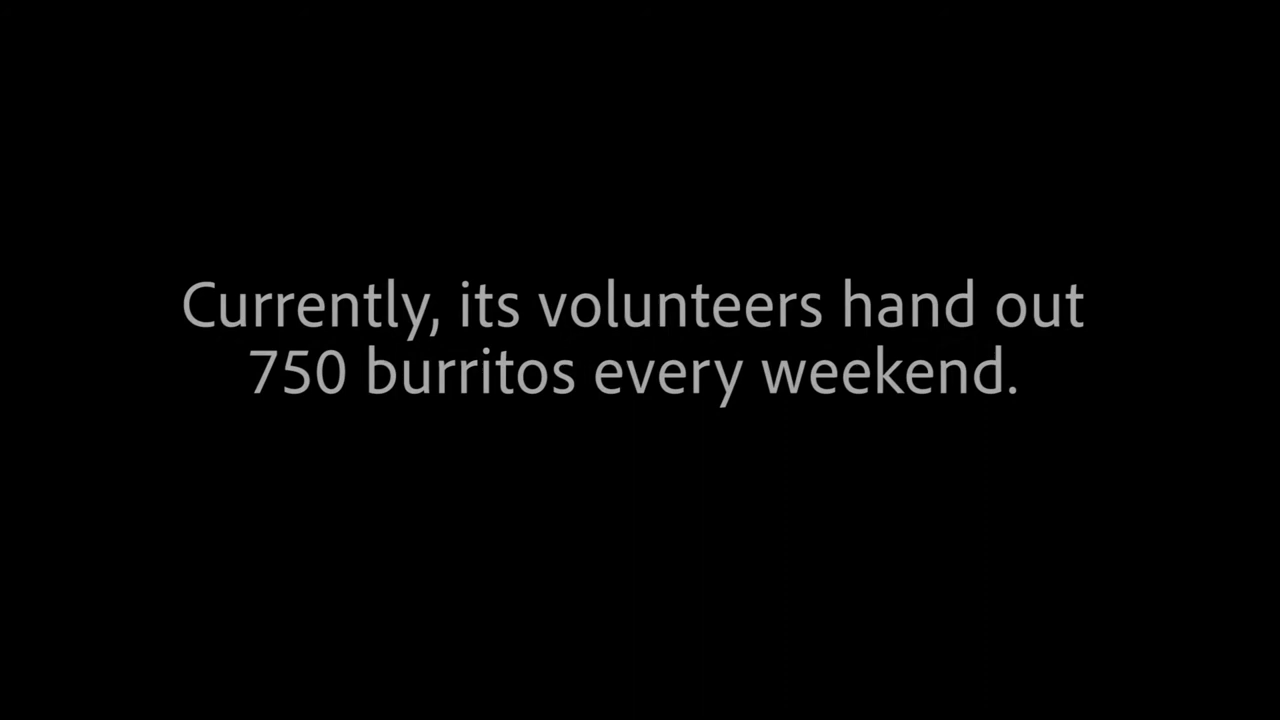 Currently, its volunteers hand out
750 burritos every weekend.